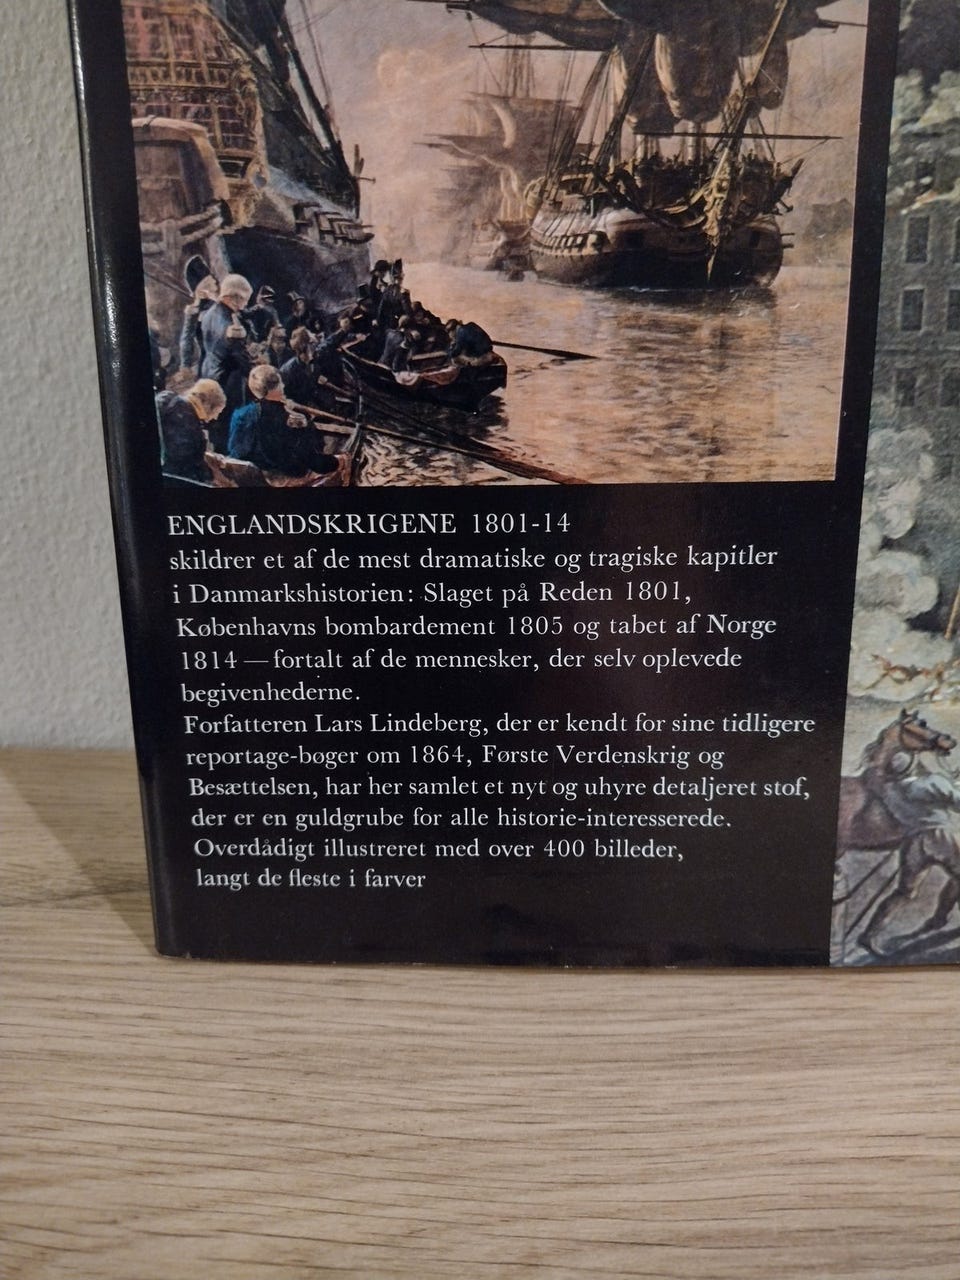 ENGLANDSKRIGENE 1801-14
skildrer et af de mest dramatiske og tragiske kapitler
i Danmarkshistorien: Slaget på Reden 1801,
Københavns bombardement 1805 og tabet af Norge
1814 — fortalt af de mennesker, der selv oplevede
begivenhederne.
Forfatteren Lars Lindeberg, der er kendt for sine tidligere
reportage-bøger om 1864, Første Verdenskrig og
Besættelsen, har her samlet et nyt og uhyre detaljeret stof,
der er en guldgrube for alle historie-interesserede.
Overdådigt illustreret med over 400 billeder,
langt de fleste i farver